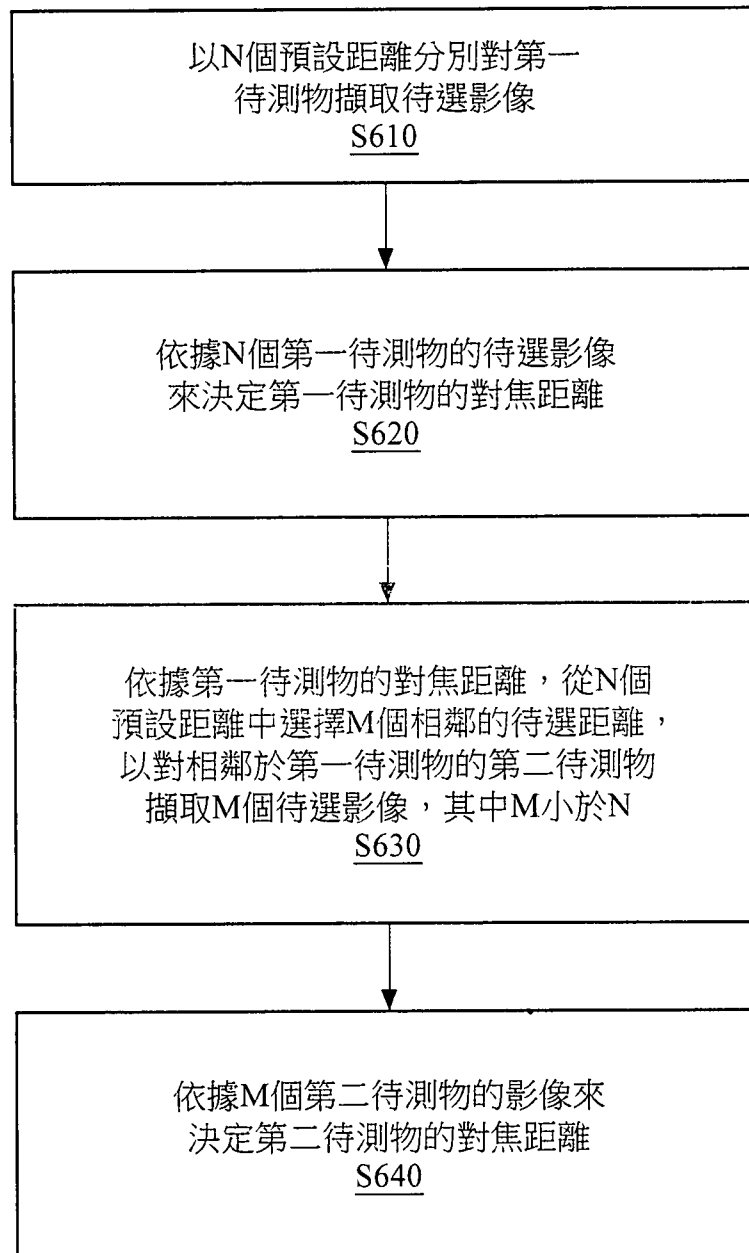 以N個預設距離分別對第一
待測物擷取待選影像
S610
依據N個第一待測物的待選影像
來決定第一待測物的對焦距離
S620
依據第一待測物的對焦距離，從N個
預設距離中選擇M個相鄰的待選距離，
以對相鄰於第一待測物的第二待測物
擷取M個待選影像，其中M小於N
S630
依據M個第二待測物的影像來
決定第二待測物的對焦距離
S640